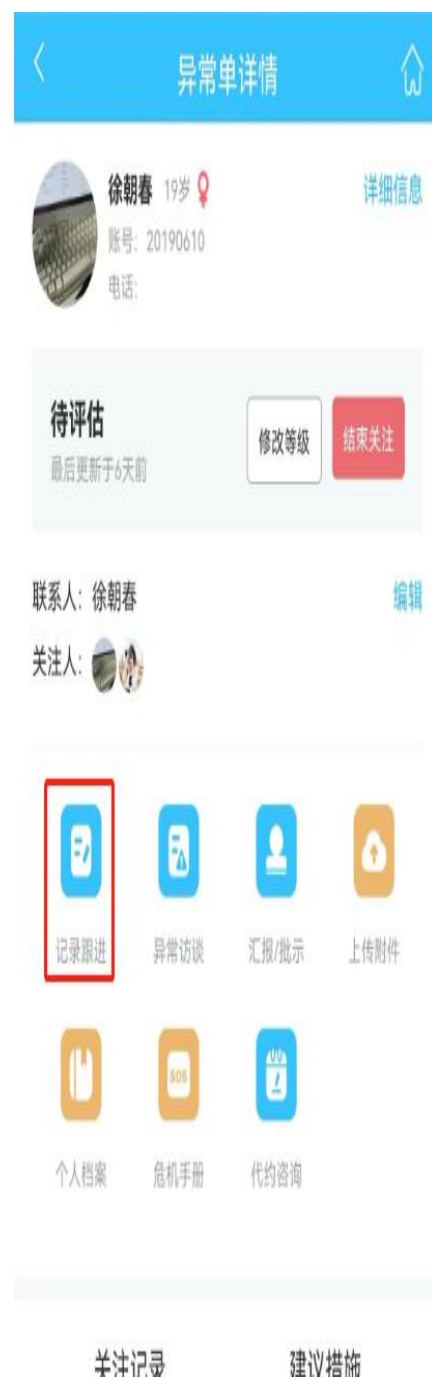 异常单详情
徐朝春 19岁
详细信息
账号: 20190610
电话:
待评估
最后更新于6天前
修改等级
结束关注
联系人: 徐朝春
编辑
关注人:
记录跟进 异常访谈 汇报/批示 上传附件
SOS
个人档案 危机手册 代约咨询
关注记录 建议措施